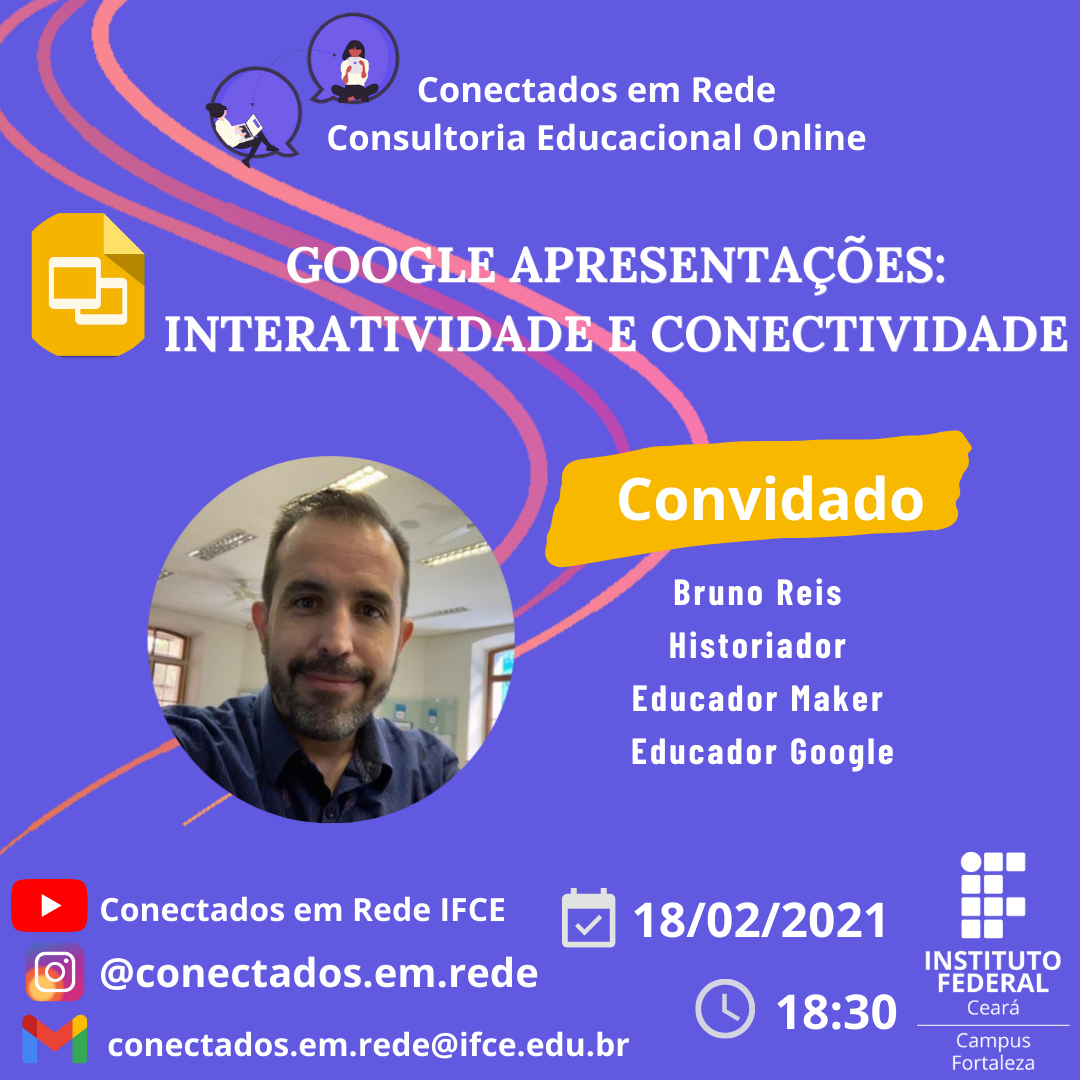 Conectados em Rede
Consultoria Educacional Online
GOOGLE APRESENTAÇÕES:
INTERATIVIDADE E CONECTIVIDADE
Convidado
Bruno Reis
Historiador
Educador Maker
Educador Google
Conectados em Rede IFCE
@conectados.em.rede
conectados.em.rede@ifce.edu.br
18/02/2021
18:30
INSTITUTO
FEDERAL
Ceará
Campus
Fortaleza